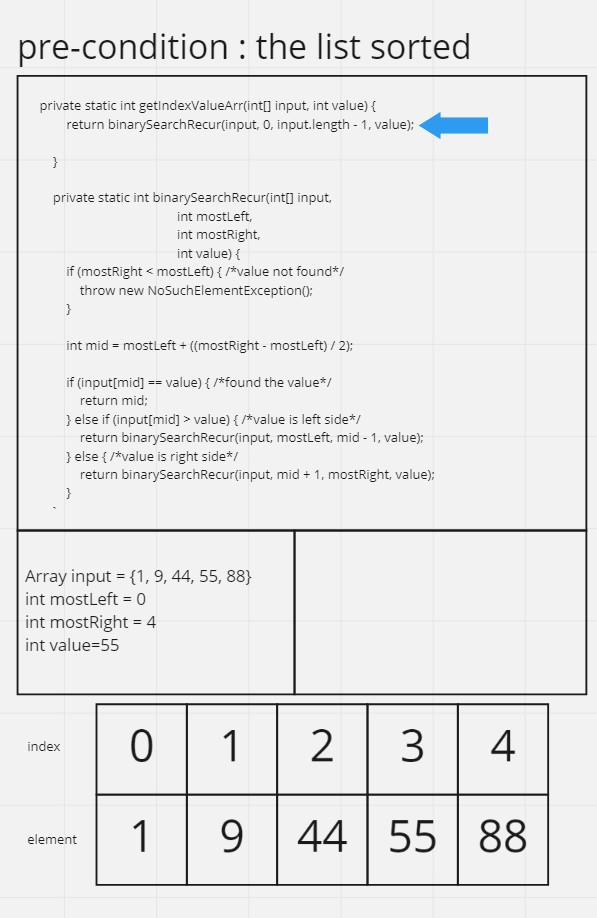 pre-condition : the list sorted
private static int getIndexValueArr(int[] input, int value) {
return binarySearchRecur(input, 0, input.length - 1, value);
}
private static int binarySearchRecur(int[] input,
int mostLeft,
int mostRight,
int value) {
if (mostRight < mostLeft) { /*value not found*/
throw new NoSuchElementException();
}
int mid = mostLeft + ((mostRight - mostLeft) / 2);
if (input[mid] == value) { /*found the value*/
return mid;
} else if (input[mid] > value) { /*value is left side*/
return binarySearchRecur(input, mostLeft, mid - 1, value);
} else { /*value is right side*/
return binarySearchRecur(input, mid + 1, mostRight, value);
}
`
Array input = {1, 9, 44, 55, 88}
int mostLeft = 0
int mostRight = 4
int value=55
index 0 1 2 3 4
element 1 9 44 55 88